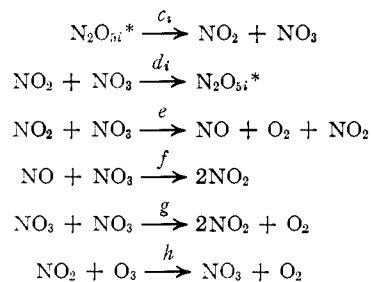 N₂O₅ᵢ* —cᵢ→ NO₂ + NO₃
NO₂ + NO₃ —dᵢ→ N₂O₅ᵢ*
NO₂ + NO₃ —e→ NO + O₂ + NO₂
NO + NO₃ —f→ 2NO₂
NO₃ + NO₃ —g→ 2NO₂ + O₂
NO₂ + O₃ —h→ NO₃ + O₂